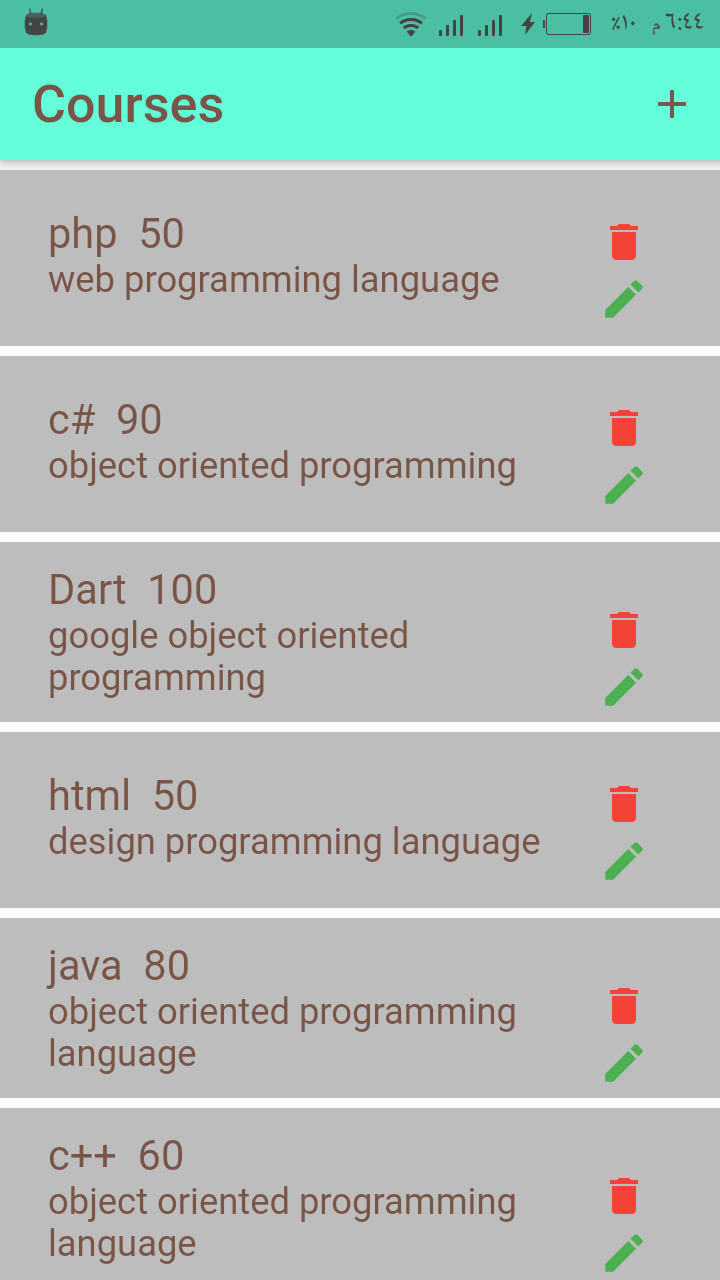 ٪١٠ ٦:٤٤ م
Courses
php 50
web programming language
c# 90
object oriented programming
Dart 100
google object oriented
programming
html 50
design programming language
java 80
object oriented programming
language
c++ 60
object oriented programming
language